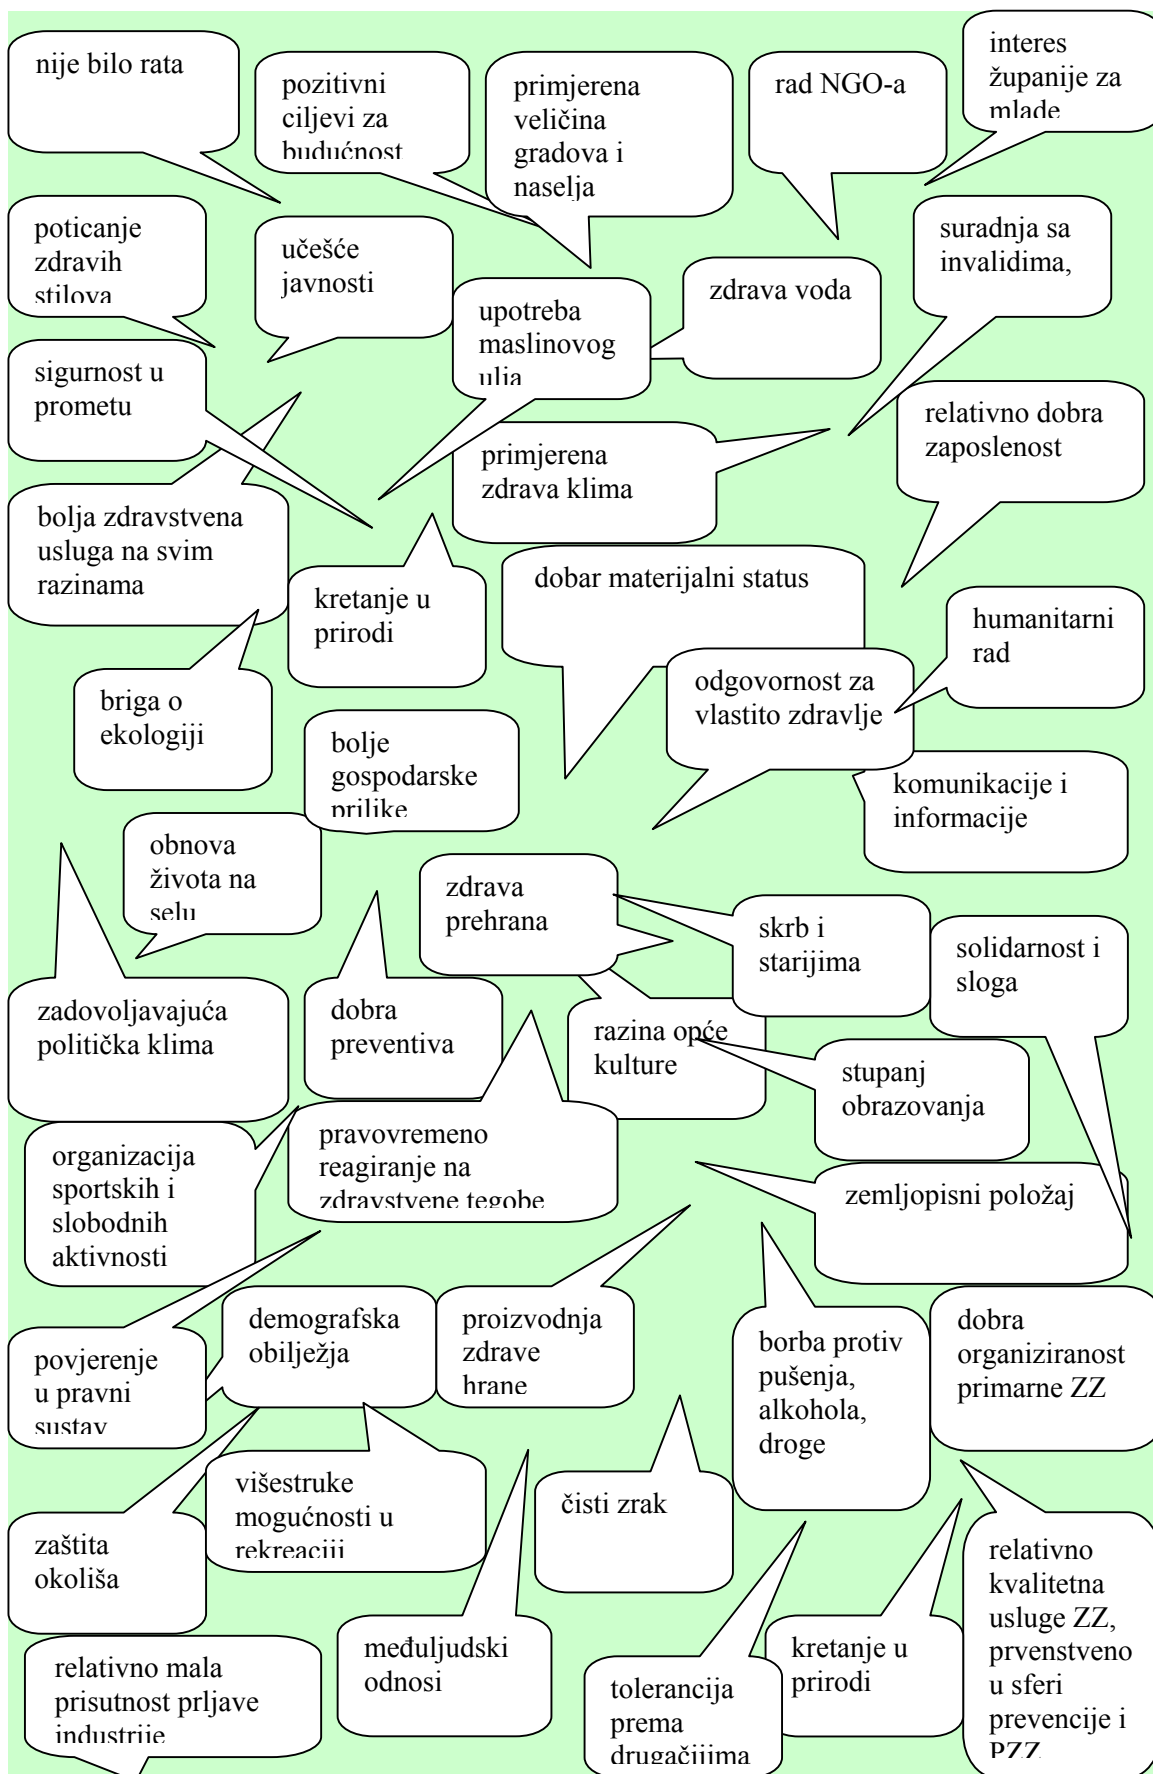 nije bilo rata
pozitivni
ciljevi za
budućnost
primjerena
veličina
gradova i
naselja
rad NGO-a
interes
županije za
mlade
poticanje
zdravih
stilova
učešće
javnosti
upotreba
maslinovog
ulja
zdrava voda
suradnja sa
invalidima,
sigurnost u
prometu
primjerena
zdrava klima
relativno dobra
zaposlenost
bolja zdravstvena
usluga na svim
razinama
kretanje u
prirodi
dobar materijalni status
humanitarni
rad
briga o
ekologiji
odgovornost za
vlastito zdravlje
bolje
gospodarske
prilike
komunikacije i
informacije
obnova
života na
selu
zdrava
prehrana
skrb i
starijima
solidarnost i
sloga
zadovoljavajuća
politička klima
dobra
preventiva
razina opće
kulture
stupanj
obrazovanja
organizacija
sportskih i
slobodnih
aktivnosti
pravovremeno
reagiranje na
zdravstvene tegobe
zemljopisni položaj
povjerenje
u pravni
sustav
demografska
obilježja
proizvodnja
zdrave
hrane
borba protiv
pušenja,
alkohola,
droge
dobra
organiziranost
primarne ZZ
zaštita
okoliša
višestruke
mogućnosti u
rekreaciji
čisti zrak
relativno
kvalitetna
usluge ZZ,
prvenstveno
u sferi
prevencije i
PZZ
relativno mala
prisutnost prljave
industrije
međuljudski
odnosi
tolerancija
prema
drugačijima
kretanje u
prirodi